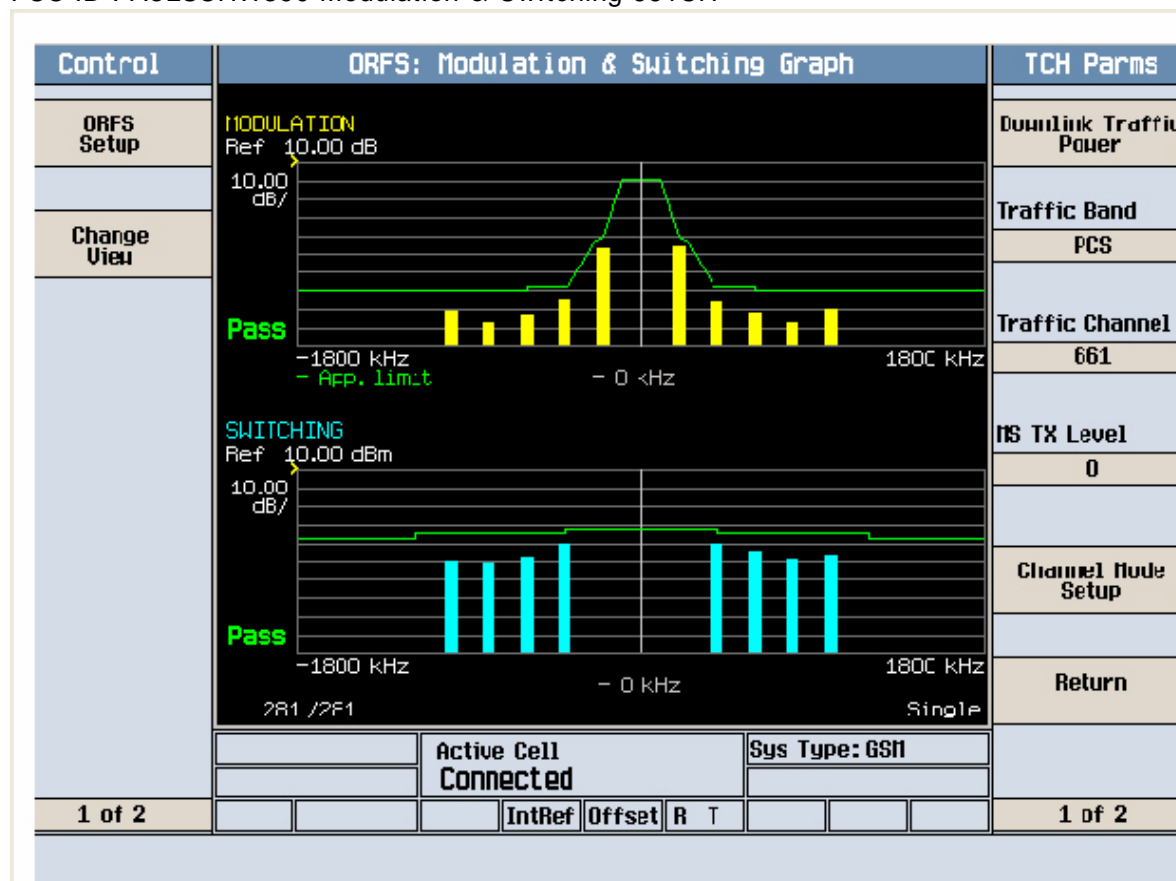 Control
ORFS: Modulation & Switching Graph
TCH Parms
ORFS
Setup
Change
View
1 of 2
MODULATION
Ref 10.00 dB
10.00
dB/
Pass
-1800 kHz
1800 kHz
- App. limit
- 0 kHz
SWITCHING
Ref 10.00 dBm
10.00
dB/
Pass
-1800 kHz
1800 kHz
- 0 kHz
Single
Active Cell
Connected
Sys Type: GSM
IntRef
Offset
R T
Downlink Traffic
Power
Traffic Band
PCS
Traffic Channel
661
MS TX Level
0
Channel Mode
Setup
Return
1 of 2